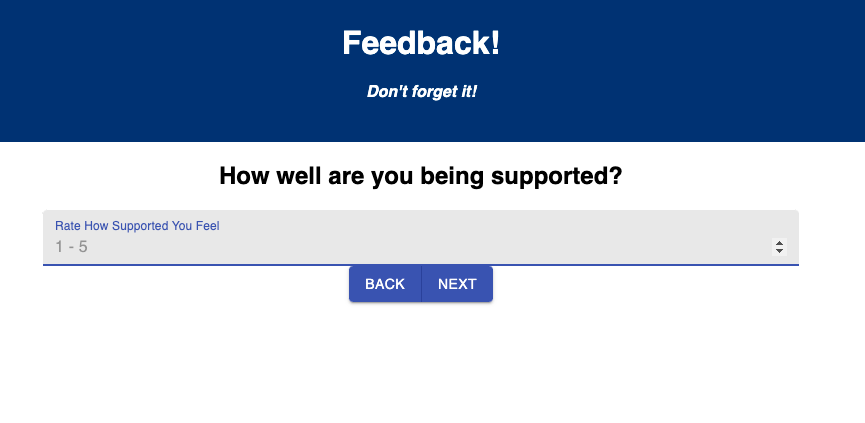 Feedback!
Don't forget it!
How well are you being supported?
Rate How Supported You Feel
1 - 5
BACK NEXT